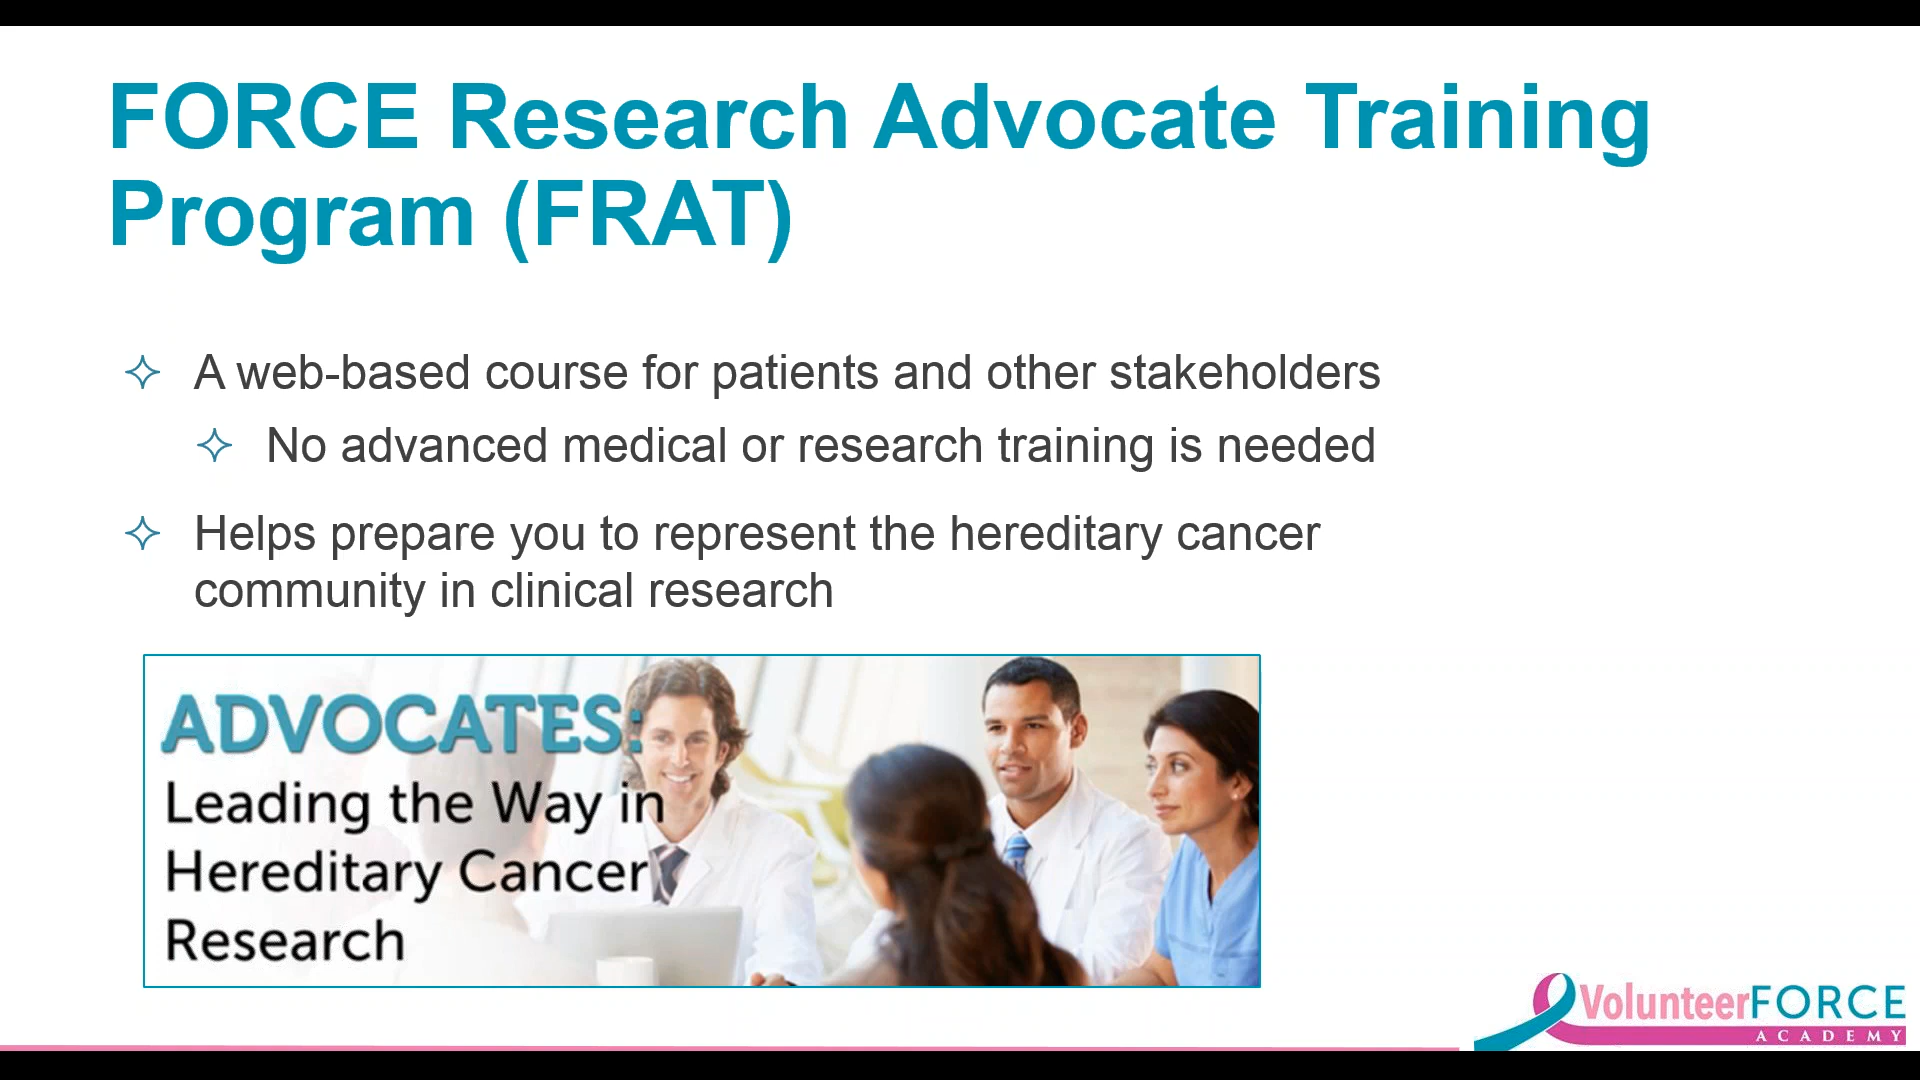 FORCE Research Advocate Training
Program (FRAT)
A web-based course for patients and other stakeholders
No advanced medical or research training is needed
Helps prepare you to represent the hereditary cancer
community in clinical research
ADVOCATES:
Leading the Way in
Hereditary Cancer
Research
VolunteerFORCE
ACADEMY